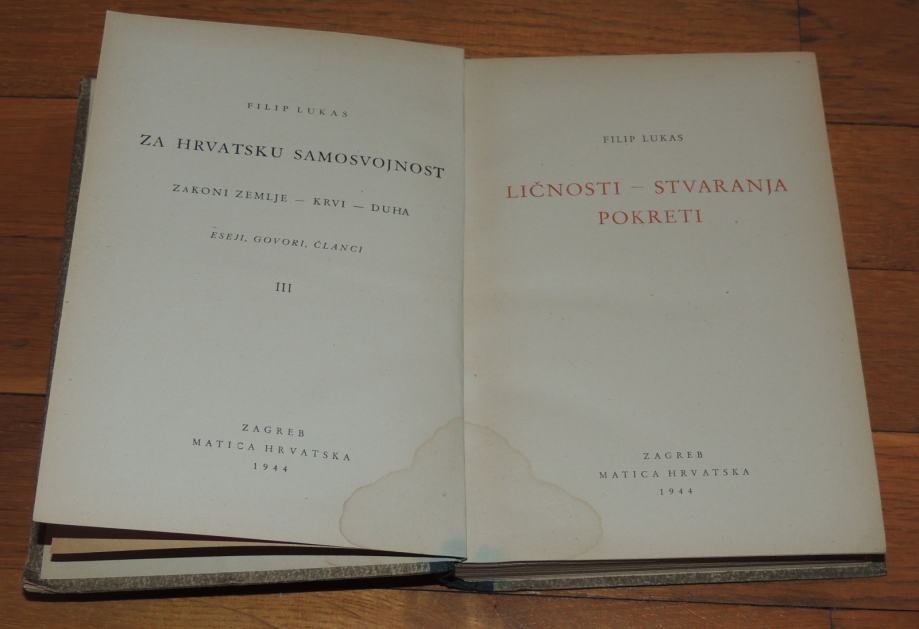 FILIP LUKAS
ZA HRVATSKU SAMOSVOJNOST
ZAKONI ZEMLJE — KRVI — DUHA
ESEJI, GOVORI, ČLANCI
III
ZAGREB
MATICA HRVATSKA
1944
FILIP LUKAS
LIČNOSTI — STVARANJA
POKRETI
ZAGREB
MATICA HRVATSKA
1944